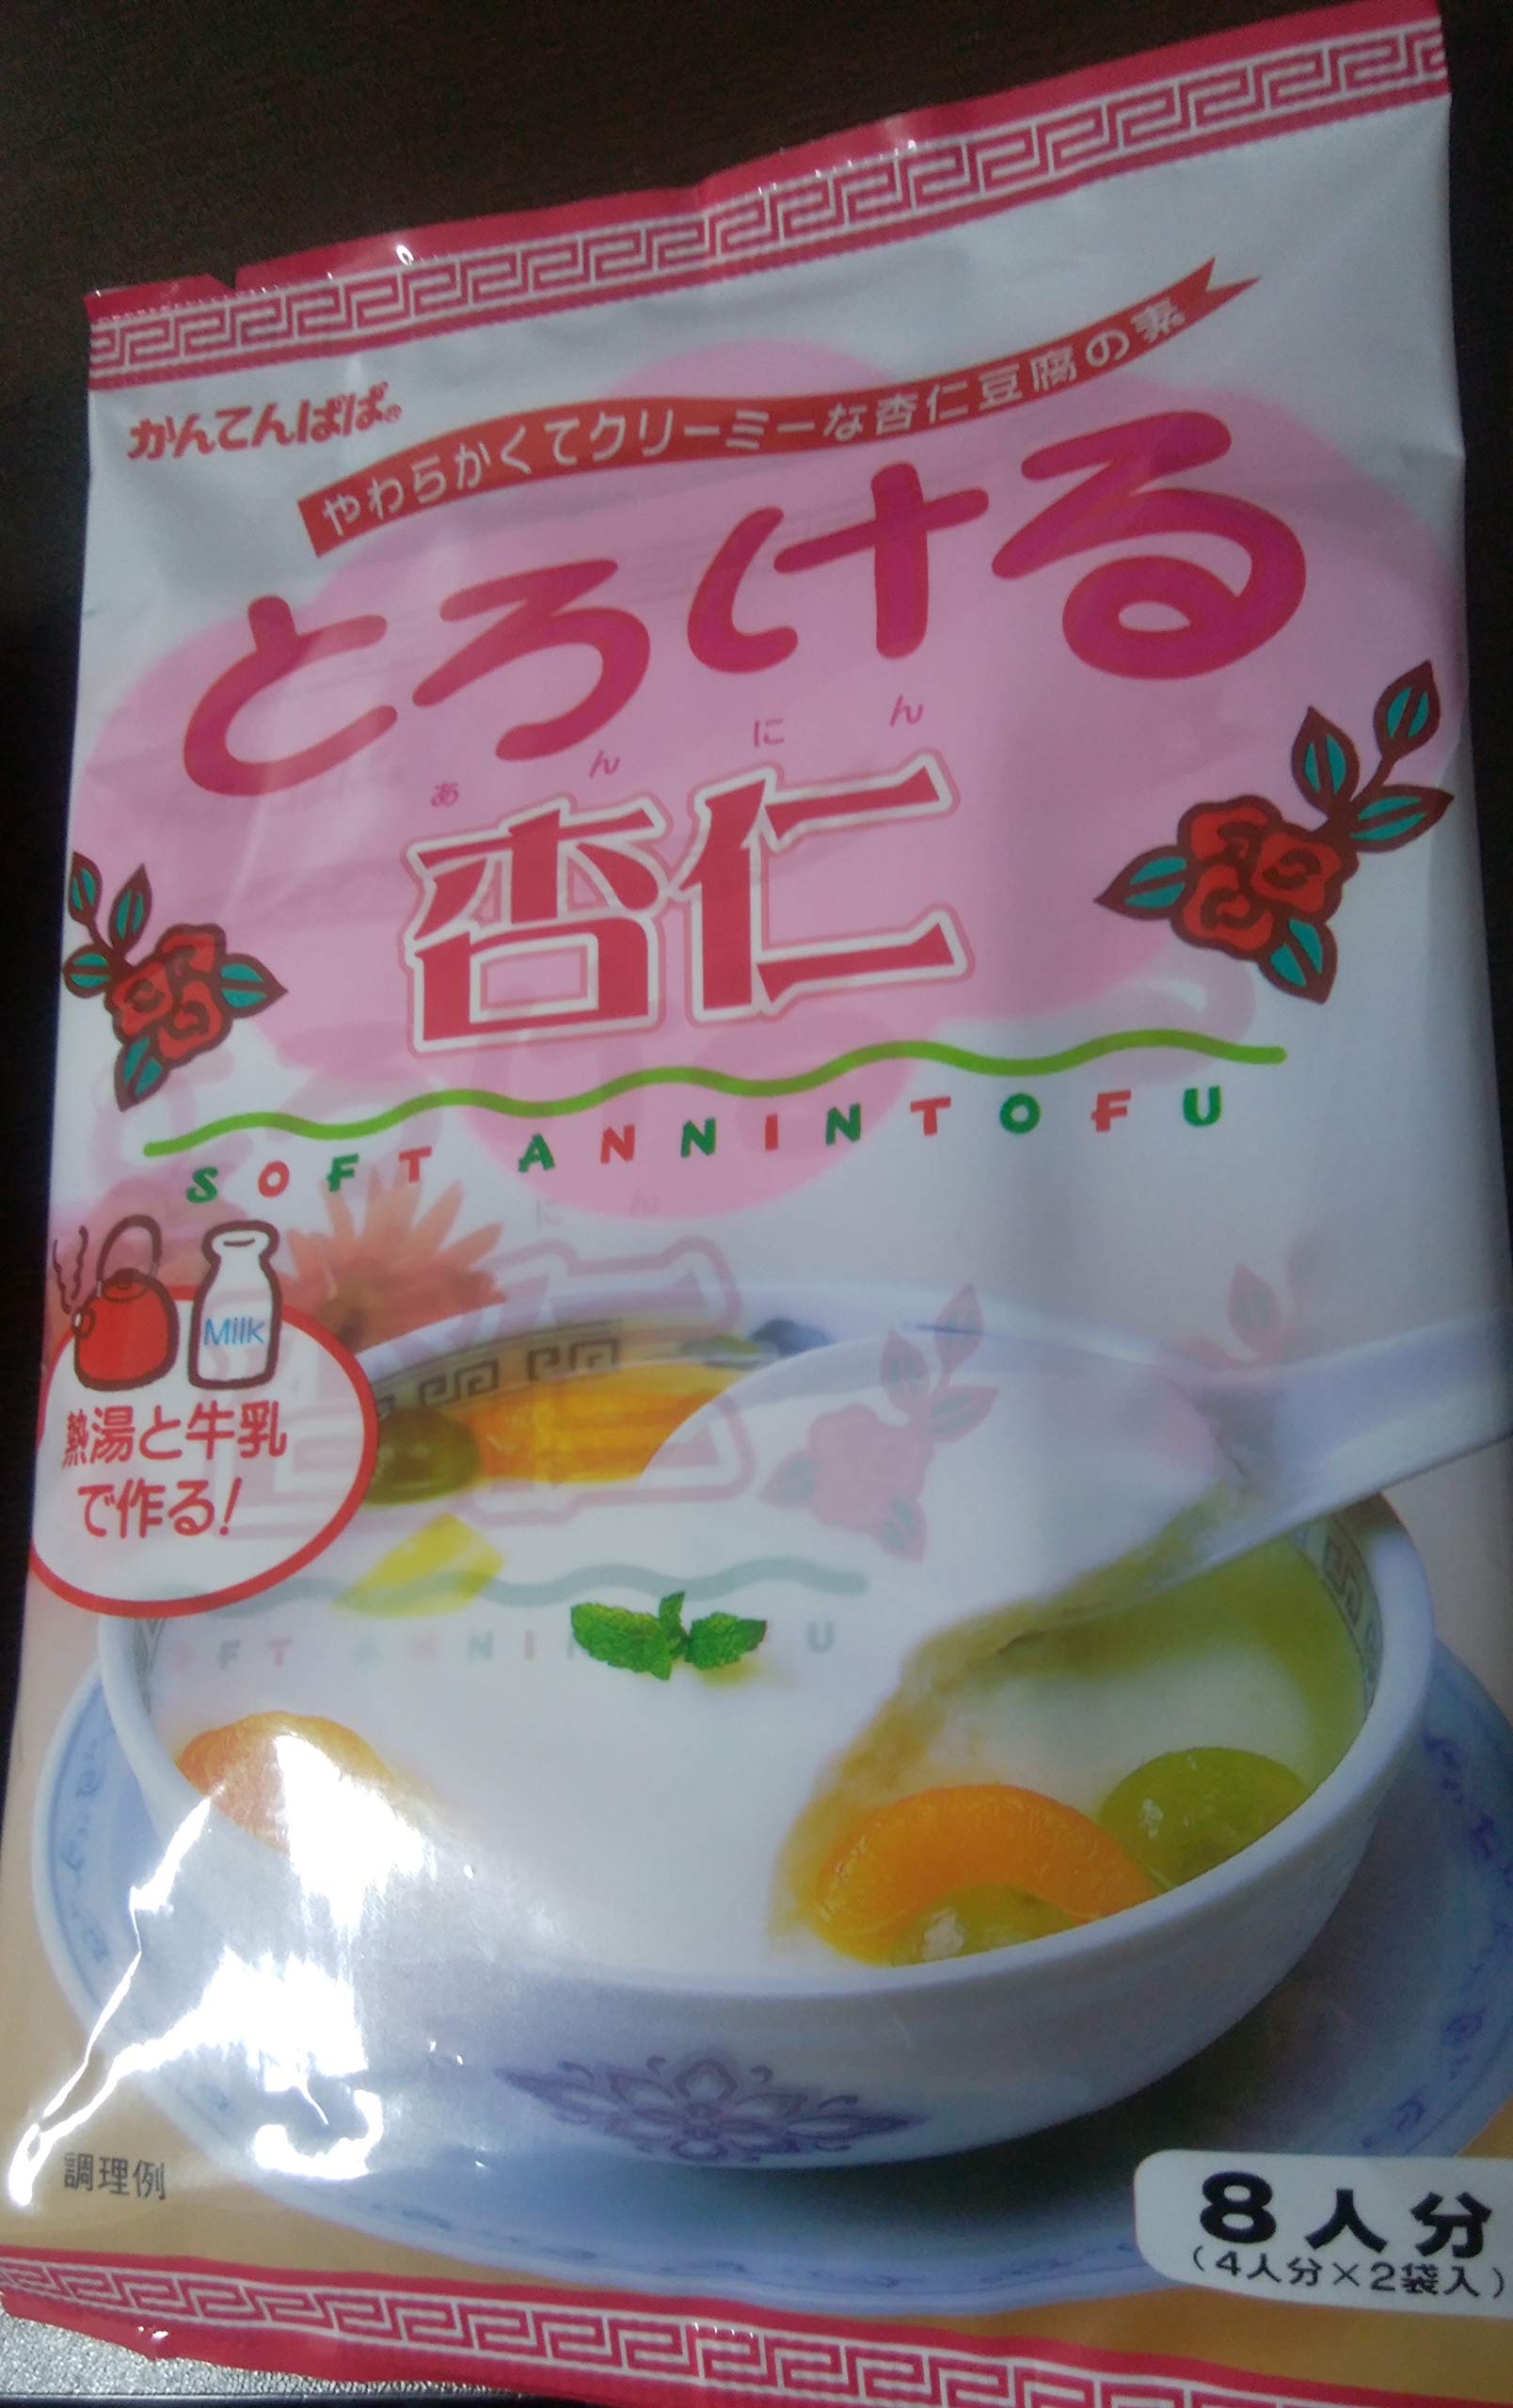 かんてんぱぱ®
やわらかくてクリーミーな杏仁豆腐の素
とろける
あんにん
杏仁
SOFT ANNINTOFU
Milk
熱湯と牛乳
で作る!
調理例
8人分
(4人分×2袋入)